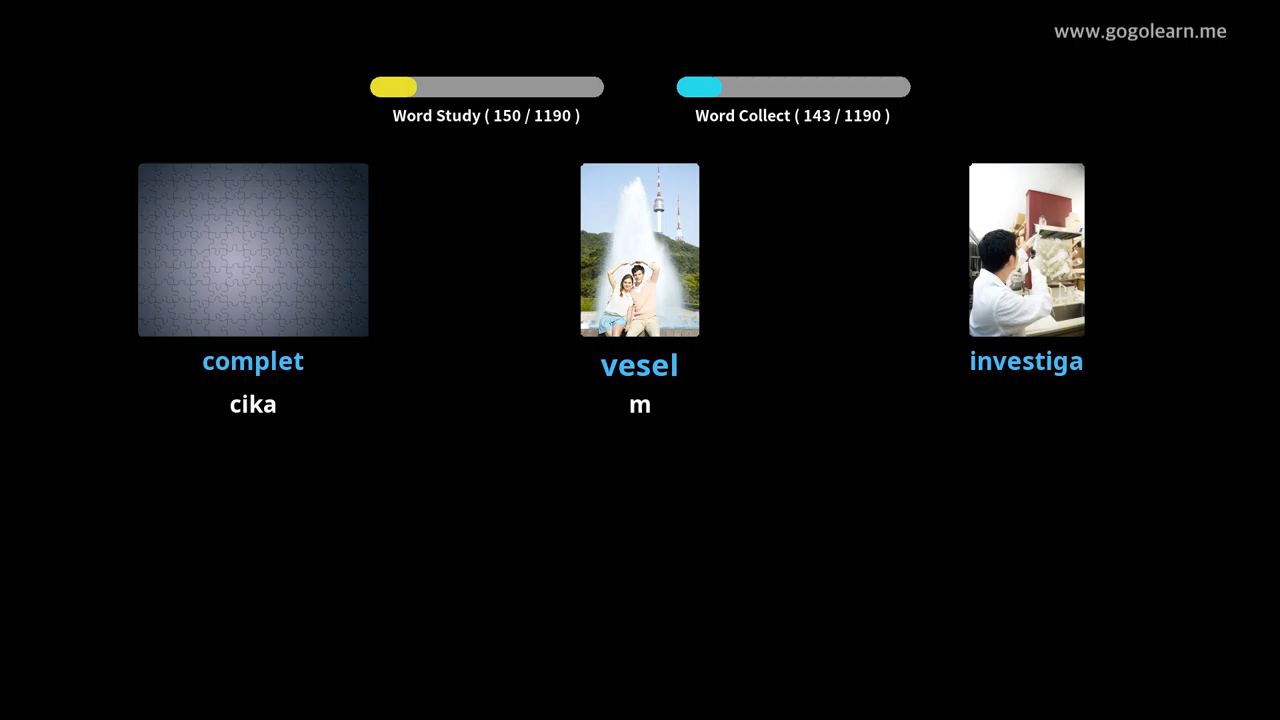 www.gogolearn.me
Word Study ( 150 / 1190 )
Word Collect ( 143 / 1190 )
complet
vesel
investiga
cika
m